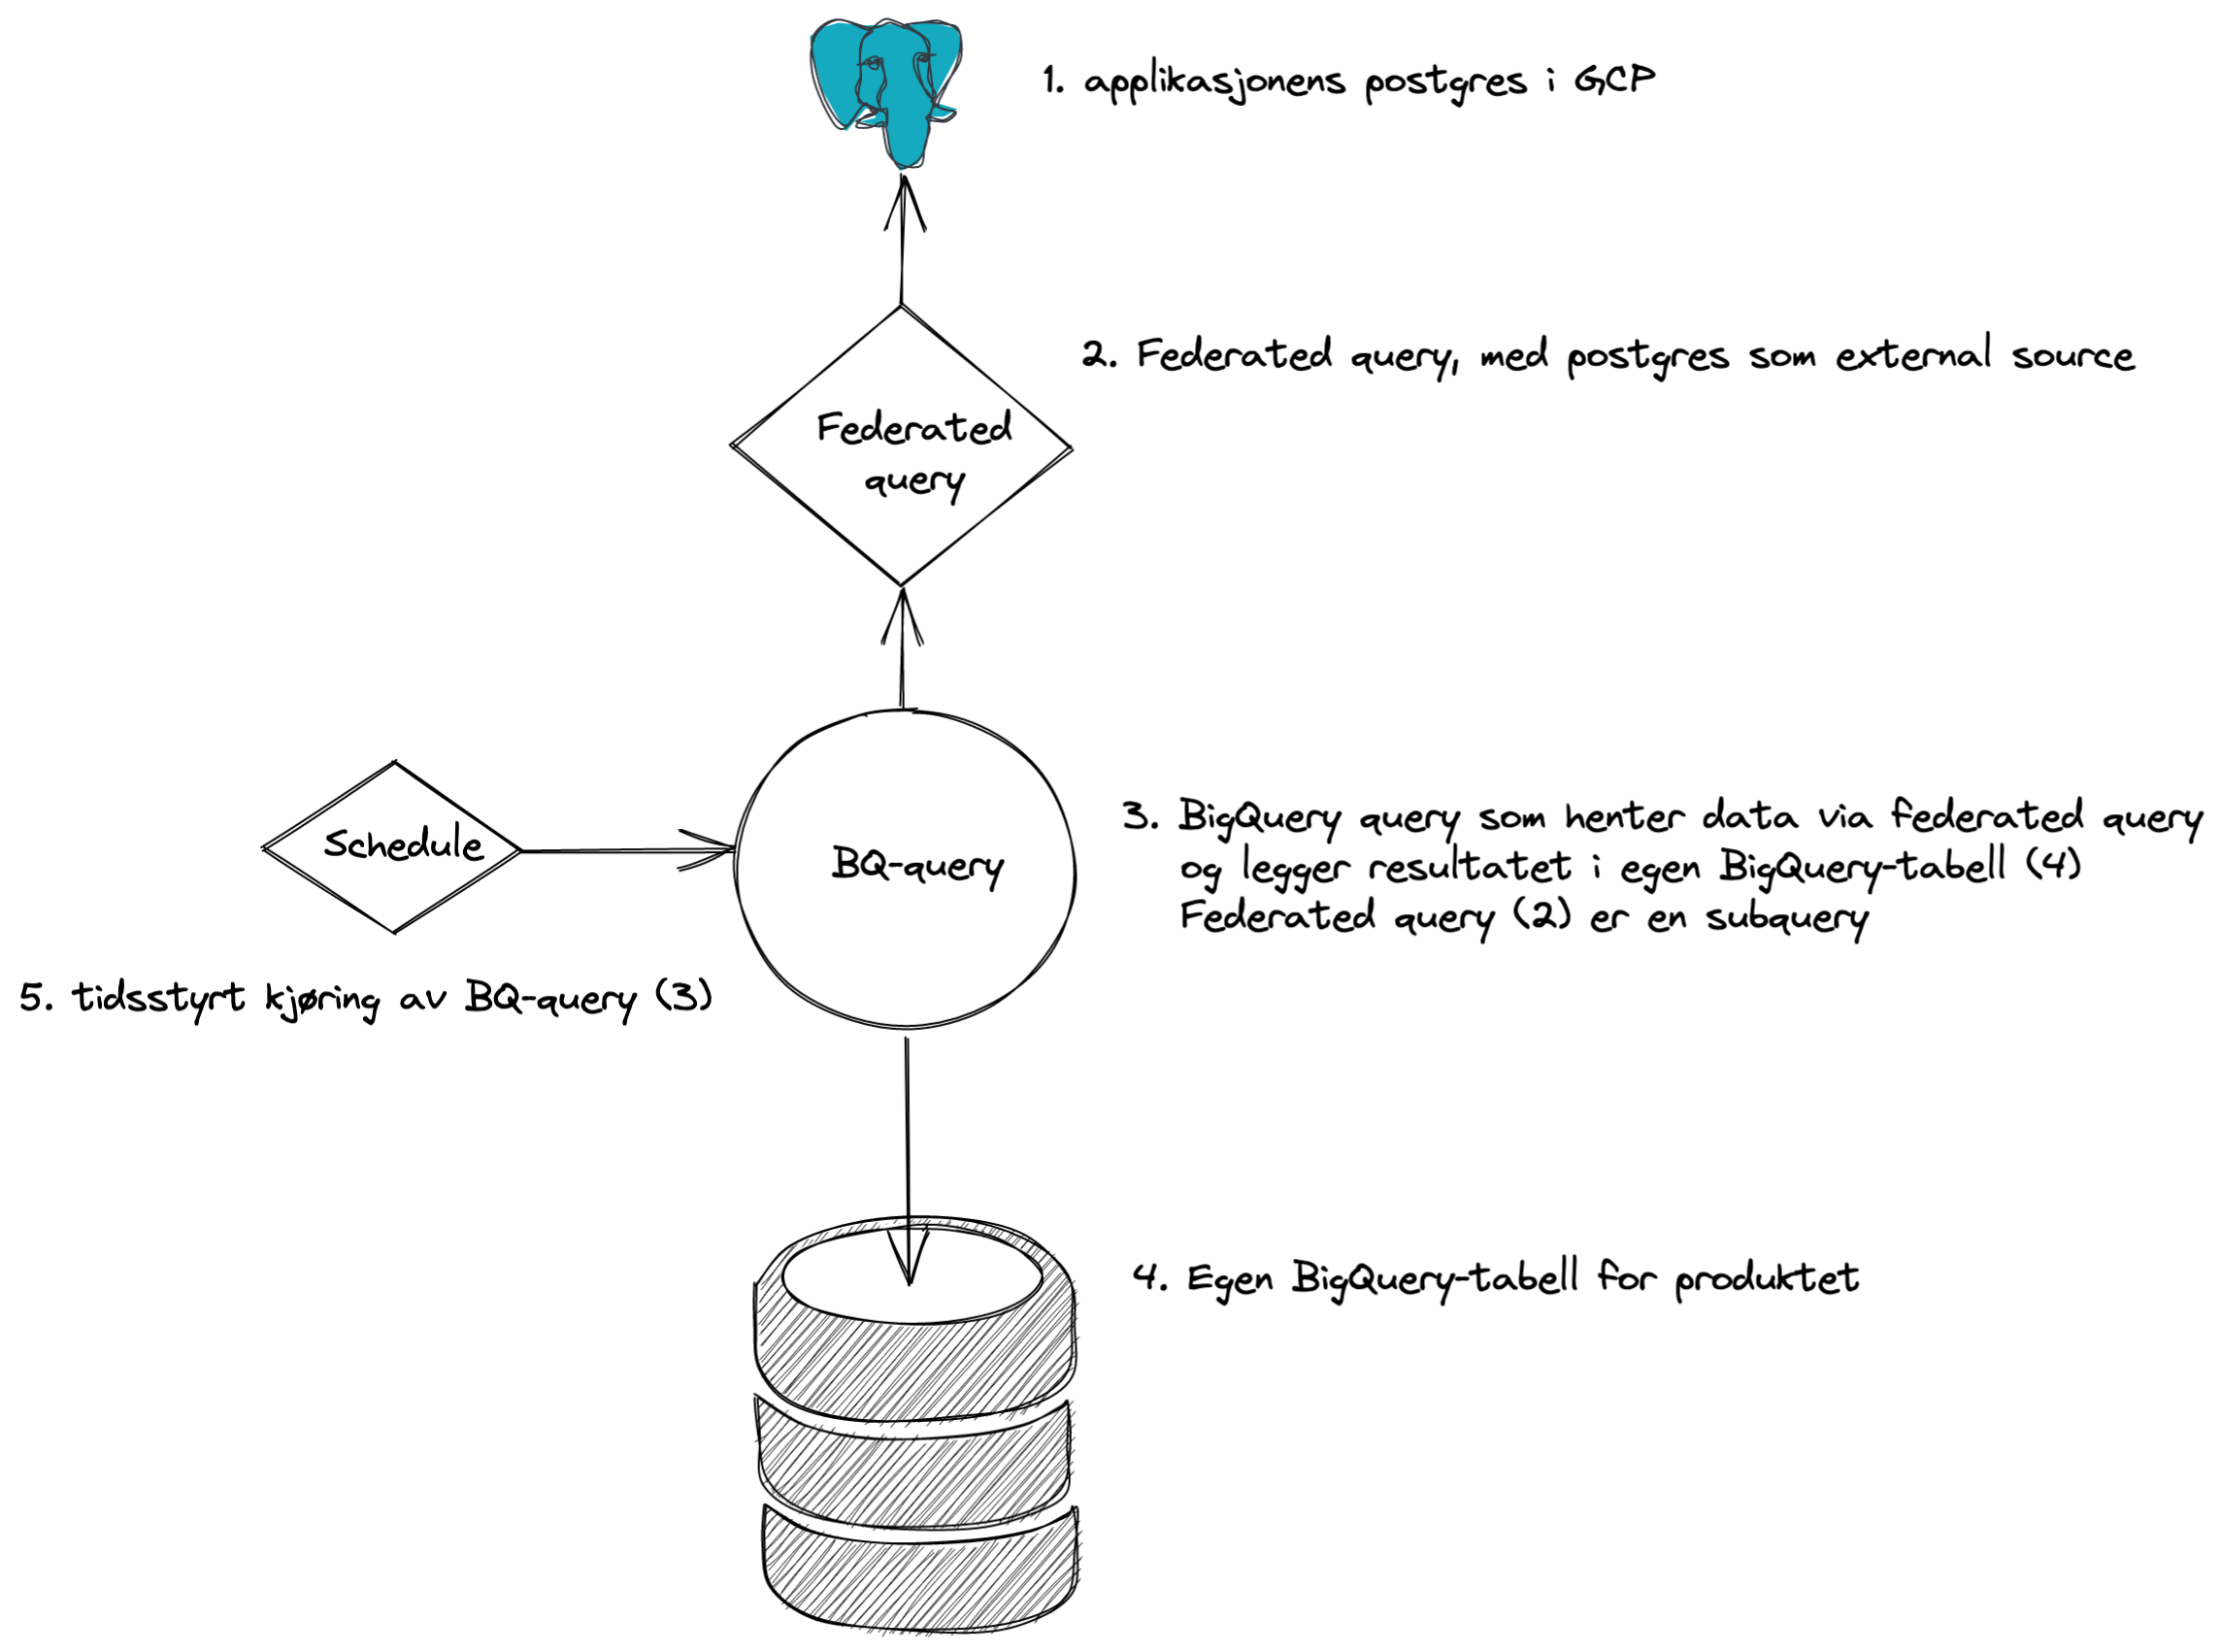 1. applikasjonens postgres i GCP
2. Federated query, med postgres som external source
Federated
query
Schedule
BQ-query
3. BigQuery query som henter data via federated query
og legger resultatet i egen BigQuery-tabell (4)
Federated query (2) er en subquery
5. tidsstyrt kjøring av BQ-query (3)
4. Egen BigQuery-tabell for produktet